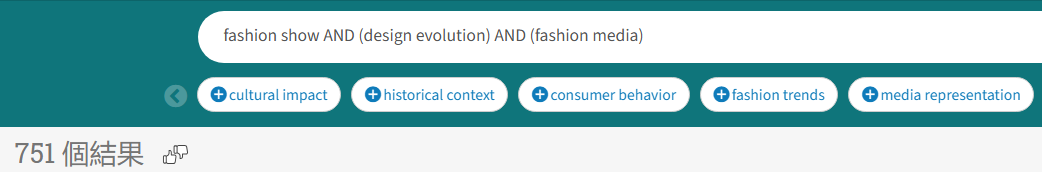 fashion show AND (design evolution) AND (fashion media)
cultural impact historical context consumer behavior fashion trends media representation
751 個結果